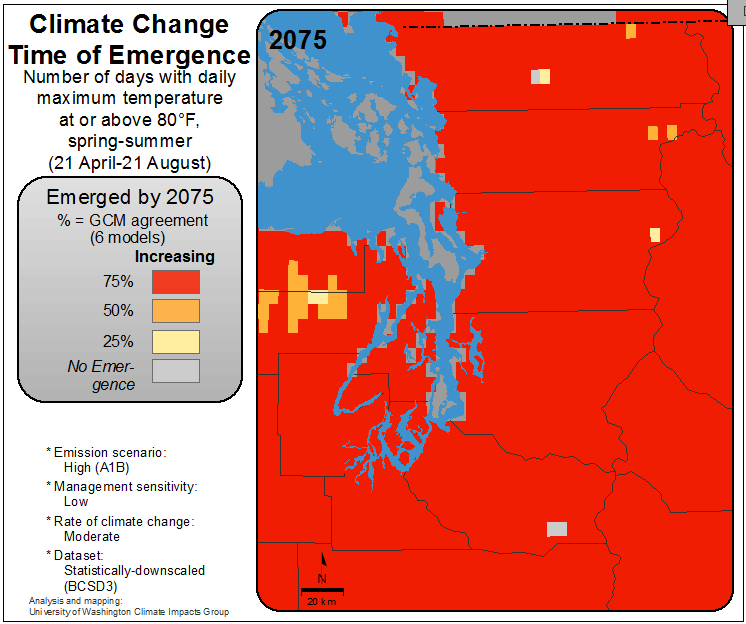 Climate Change
Time of Emergence
Number of days with daily
maximum temperature
at or above 80°F,
spring-summer
(21 April-21 August)
Emerged by 2075
% = GCM agreement
(6 models)
Increasing
75%
50%
25%
No Emer-
gence
* Emission scenario:
High (A1B)
* Management sensitivity:
Low
* Rate of climate change:
Moderate
* Dataset:
Statistically-downscaled
(BCSD3)
Analysis and mapping:
University of Washington Climate Impacts Group
2075
N
20 km